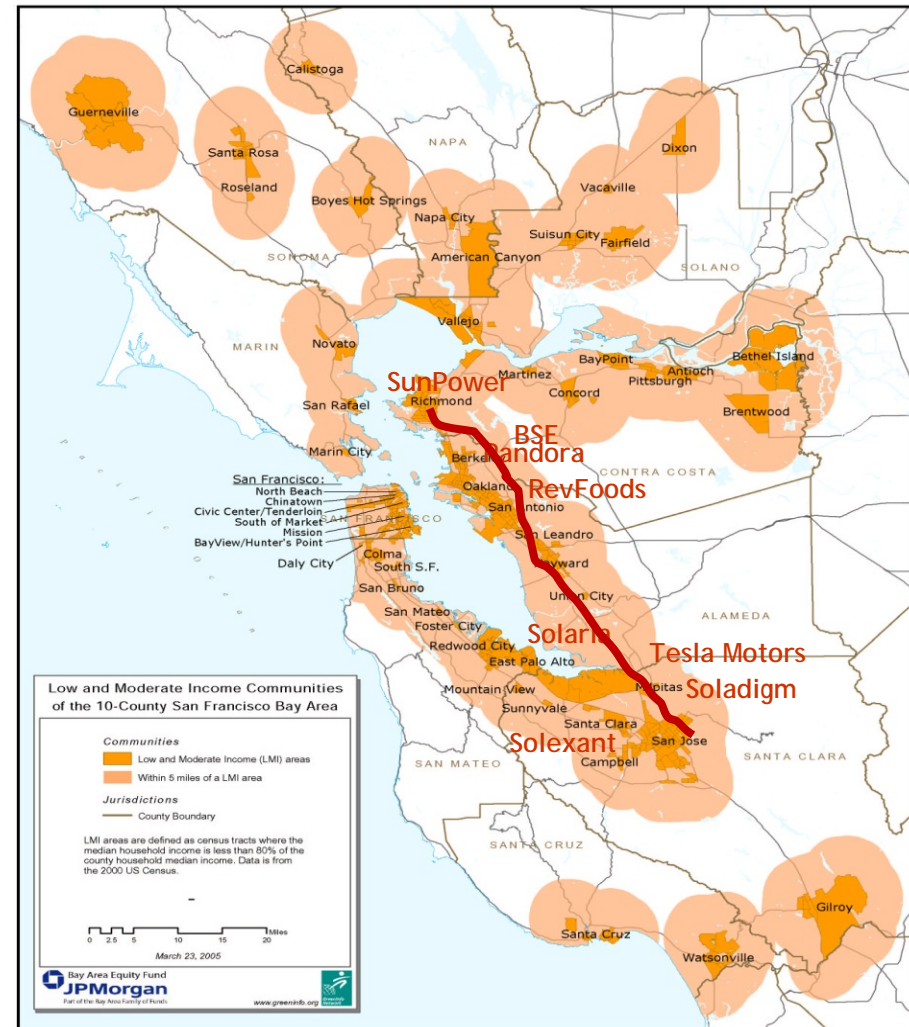 Calistoga
Guerneville
NAPA
Santa Rosa
Dixon
Roseland
Vacaville
Boyes Hot Springs
Napa City
Suisun City
Fairfield
American Canyon
SONOMA
SOLANO
Vallejo
MARIN
Novato
BayPoint
Bethel Island
Martinez
Antioch
SunPower
Pittsburgh
Richmond
Concord
San Rafael
Brentwood
BSE
Marin City
Pandora
CONTRA COSTA
San Francisco:
North Beach
Oakland
RevFoods
Chinatown
San Antonio
Civic Center/Tenderloin
SAN FRANCISCO
South of Market
Mission
San Leandro
BayView/Hunter's Point
Colma
Daly City
South S.F.
Hayward
San Bruno
Union City
San Mateo
ALAMEDA
Foster City
Solaria
Redwood City
Tesla Motors
East Palo Alto
Milpitas
Soladigm
Mountain View
Sunnyvale
Santa Clara
Solexant
San Jose
Campbell
SANTA CLARA
SAN MATEO
SANTA CRUZ
Gilroy
Santa Cruz
Watsonville
Low and Moderate Income Communities
of the 10-County San Francisco Bay Area
Communities
Low and Moderate Income (LMI) areas
Within 5 miles of a LMI area
Jurisdictions
County Boundary
LMI areas are defined as census tracts where the
median household income is less than 80% of the
county household median income. Data is from
the 2000 US Census.
Miles
0 2.5 5 10 15 20
March 23, 2005
Bay Area Equity Fund
JPMorgan
Part of the Bay Area Family of Funds
www.greeninfo.org
GreenInfo
Network